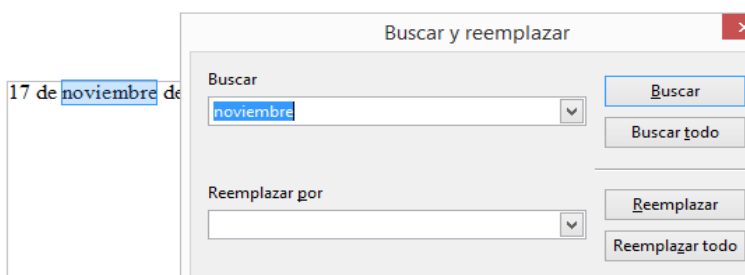 Buscar y reemplazar
17 de noviembre de
Buscar
noviembre
Buscar
Buscar todo
Reemplazar por
Reemplazar
Reemplazar todo